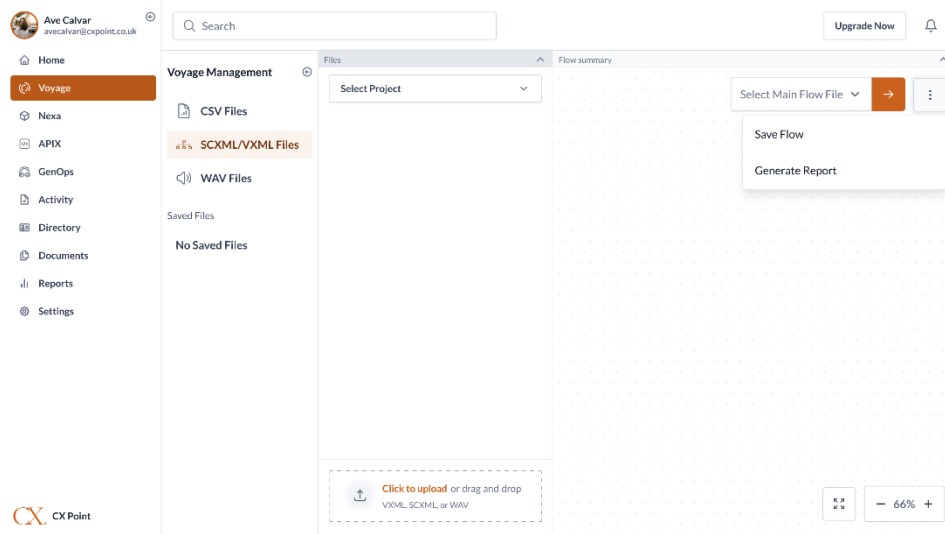 Ave Calvar
avecalvar@cxpoint.co.uk
Home
Voyage
Nexa
APIX
GenOps
Activity
Directory
Documents
Reports
Settings
CX CX Point
Search
Upgrade Now
Voyage Management
CSV Files
SCXML/VXML Files
WAV Files
Saved Files
No Saved Files
Files
Select Project
Click to upload or drag and drop
VXML, SCXML, or WAV
Flow summary
Select Main Flow File
Save Flow
Generate Report
66%